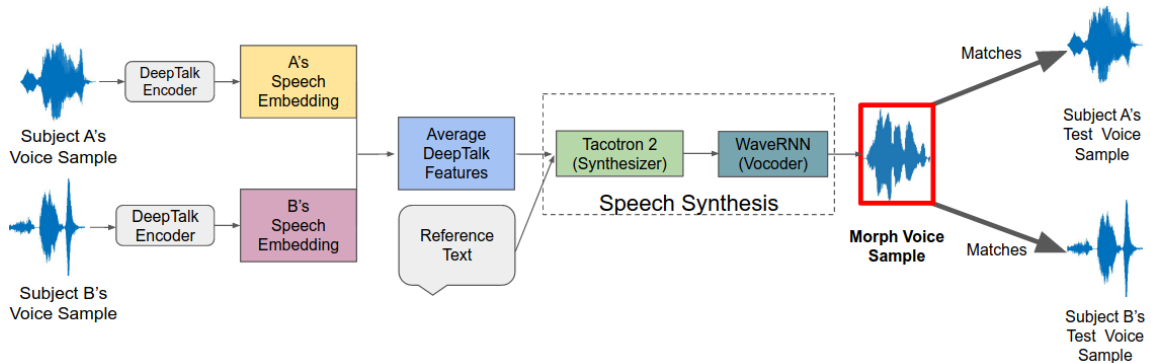 DeepTalk
Encoder
Subject A's
Voice Sample
A's
Speech
Embedding
DeepTalk
Encoder
Subject B's
Voice Sample
B's
Speech
Embedding
Average
DeepTalk
Features
Reference
Text
Tacotron 2
(Synthesizer)
WaveRNN
(Vocoder)
Speech Synthesis
Morph Voice
Sample
Matches
Subject A's
Test Voice
Sample
Matches
Subject B's
Test Voice
Sample